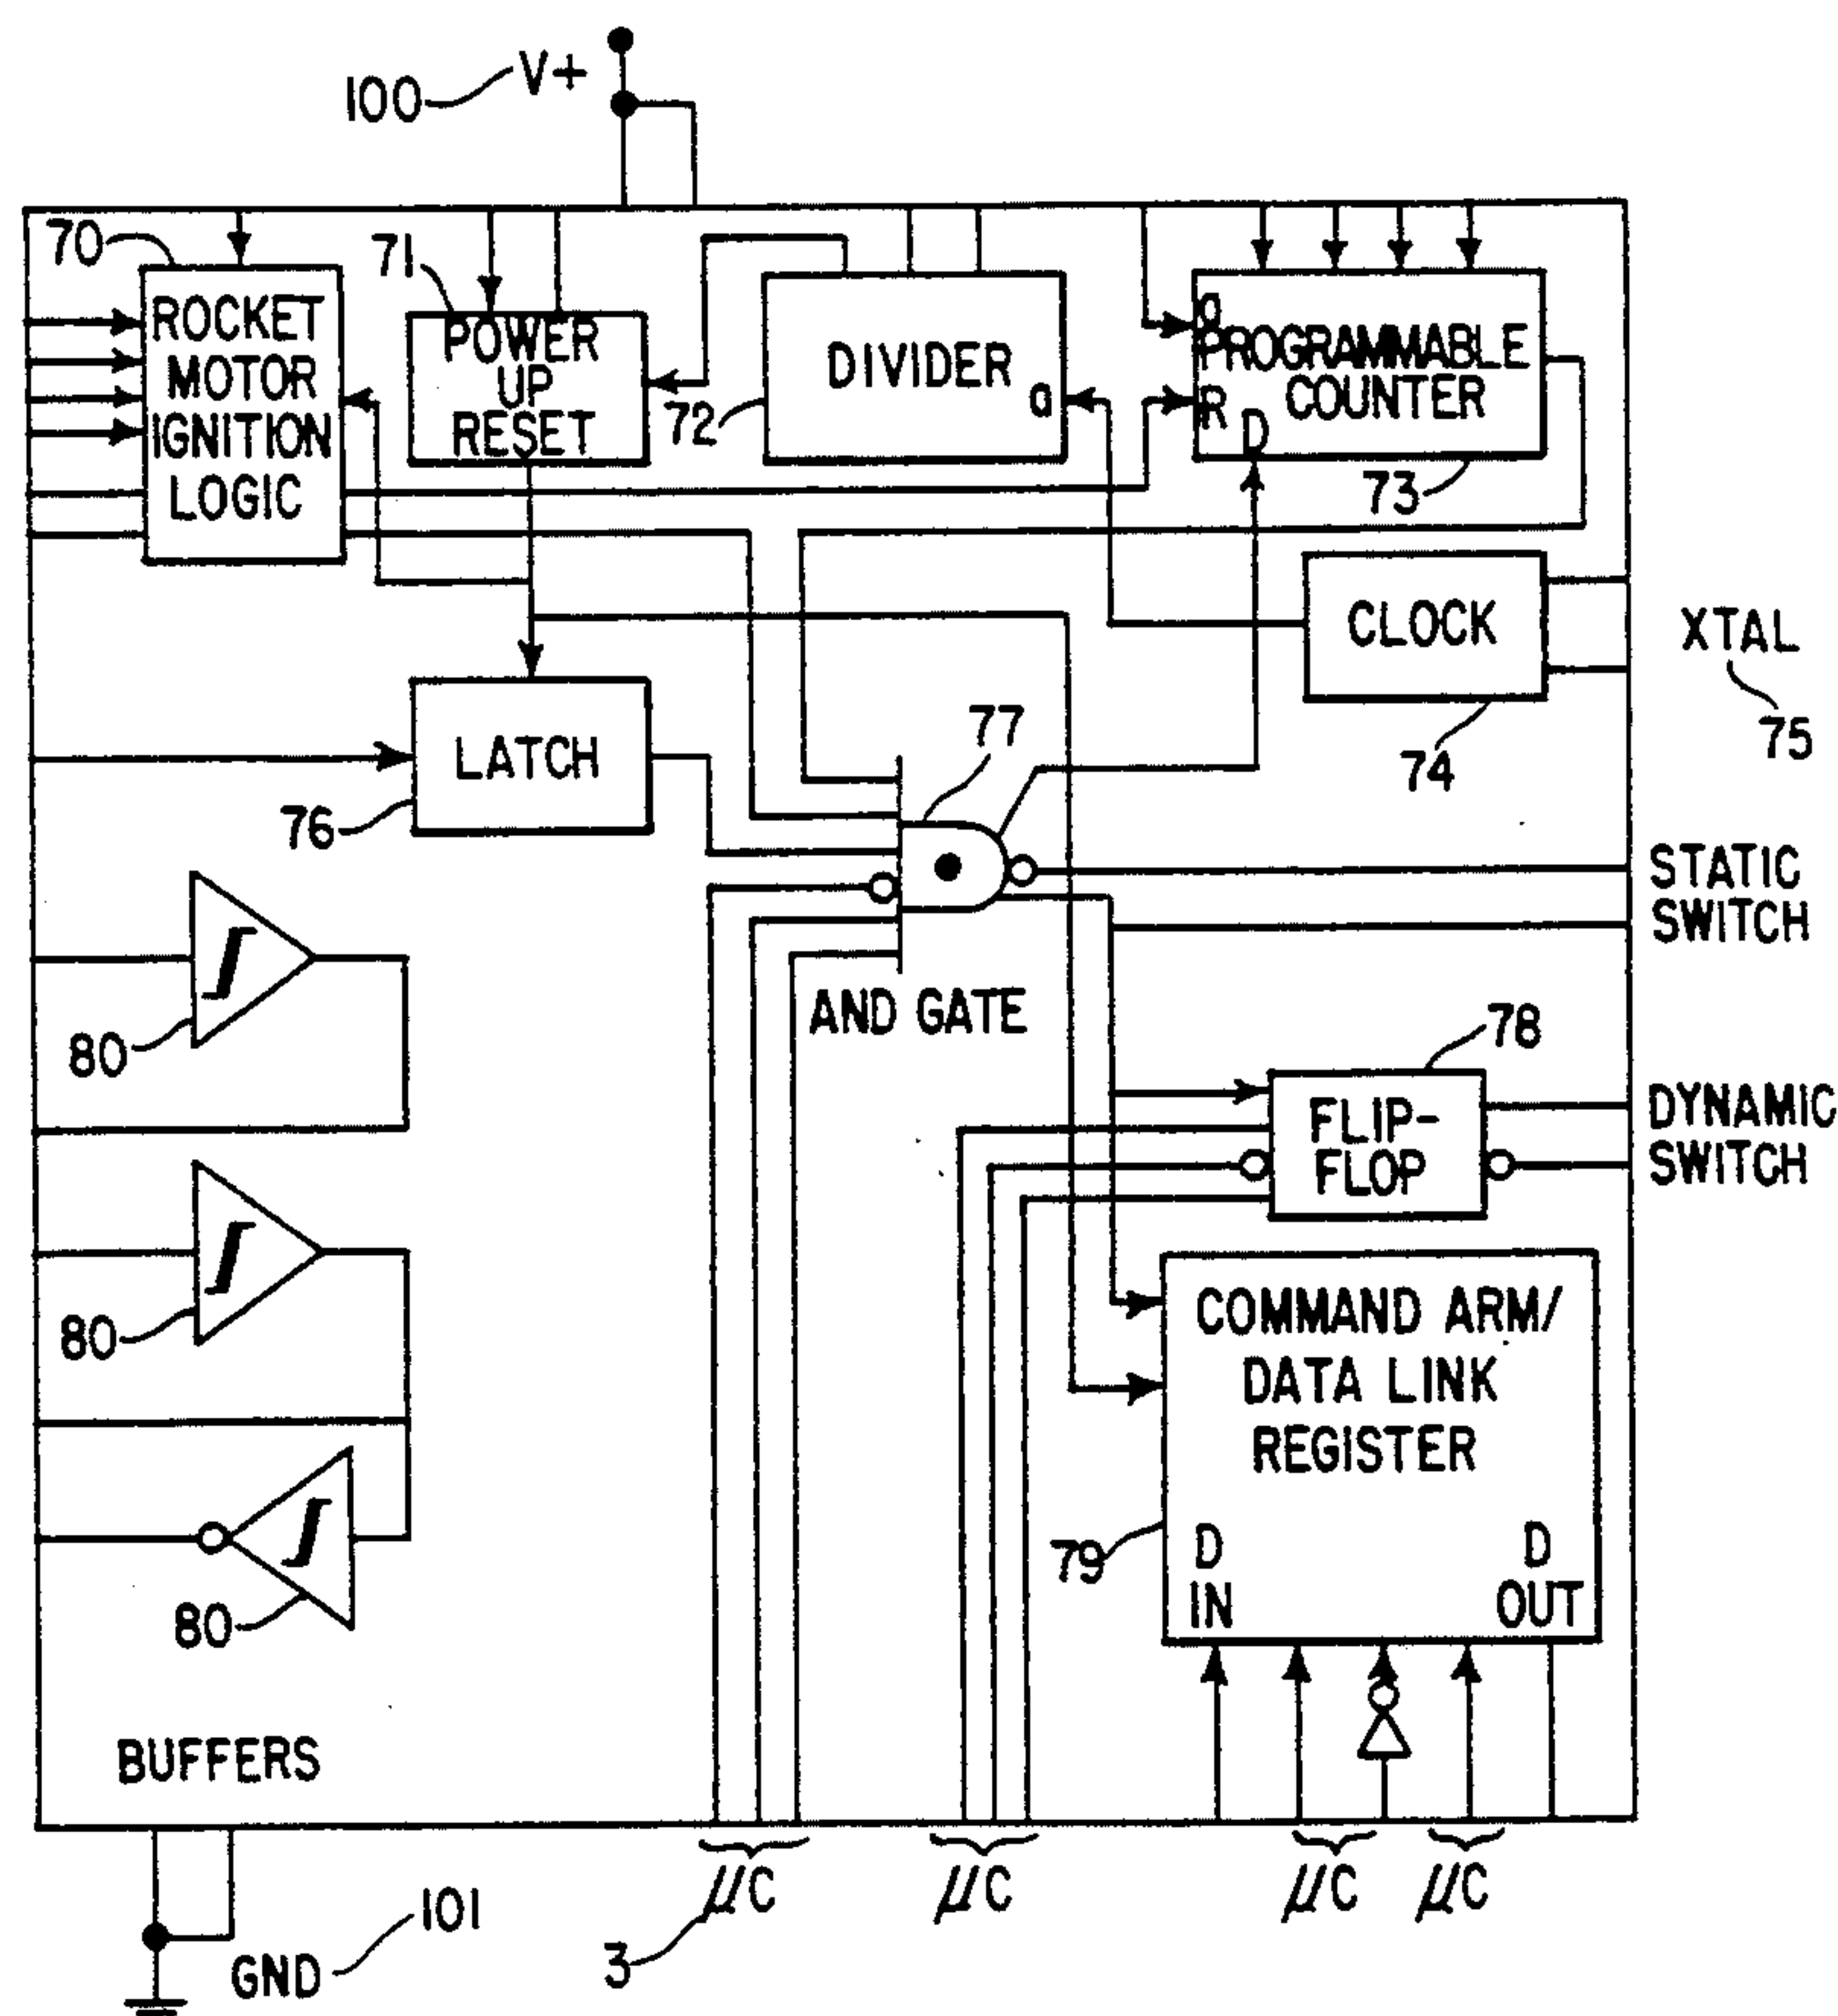 100
V+
70
ROCKET
MOTOR
IGNITION
LOGIC
71
POWER
UP
RESET
72
DIVIDER
a
a
PROGRAMMABLE
COUNTER
R
D
73
CLOCK
74
XTAL
75
LATCH
76
77
AND GATE
STATIC
SWITCH
78
FLIP-
FLOP
DYNAMIC
SWITCH
80
80
80
BUFFERS
COMMAND ARM/
DATA LINK
REGISTER
79
D
IN
D
OUT
μC
μC
μC
μC
3
101
GND